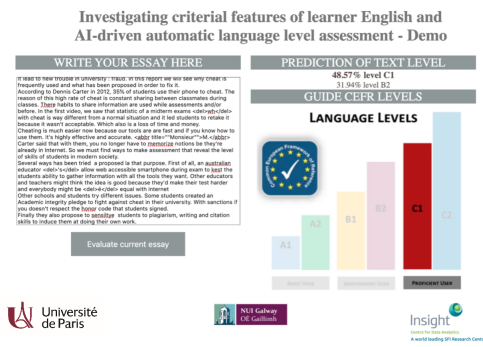 Investigating criterial features of learner English and
AI-driven automatic language level assessment - Demo
WRITE YOUR ESSAY HERE
it lead to new trouble in university : fraud. In this report we will see why cheat is
frequently used and what has been proposed in order to fix it.
According to Dennis Carter in 2012, 35% of students use their phone to cheat. The
reason of this high rate of cheat is constant sharing between classmates during
classes. There habits to share information are used while assessments and/or
before. In the first video, we saw that statistic of a midterm exams <del>wh</del>
with cheat is way different from a normal situation and it led students to retake it
because it wasn't acceptable. Which also is a loss of time and money.
Cheating is much easier now because our tools are as fast and if you know how to
use them. It's highly effective and accurate. <abbr title="Monsieur">M.</abbr>
Carter said that with them, you no longer have to memorize notions be they're
already in Internet. So we must find ways to make assessment that reveal the level
of skills of students in modern society.
Several ways has been tried a proposed la that purpose. First of all, an australian
educator <del>'s</del> allow web accessible smartphone during exam to kest the
students ability to gather information with all the tools they want. Other educators
and teachers might think the idea is good because they'd make their test harder
and everybody might be <del>i</del> equal with internet
Other schools and students try different issues. Some students created an
Academic integrity pledge to fight against cheat in their university. With sanctions if
you doesn't respect the honor code that students signed.
Finally they also propose to sensitive students to plagiarism, writing and citation
skills to induce them at doing their own work.
Evaluate current essay
PREDICTION OF TEXT LEVEL
48.57% level C1
31.94% level B2
GUIDE CEFR LEVELS
LANGUAGE LEVELS
Common European Framework of Reference
A1
A2
B1
B2
C1
C2
BASIC USER
INDEPENDENT USER
PROFICIENT USER
Université
de Paris
NUI Galway
OÉ Gaillimh
Insight
Centre for Data Analytics
A world leading SFI Research Centre